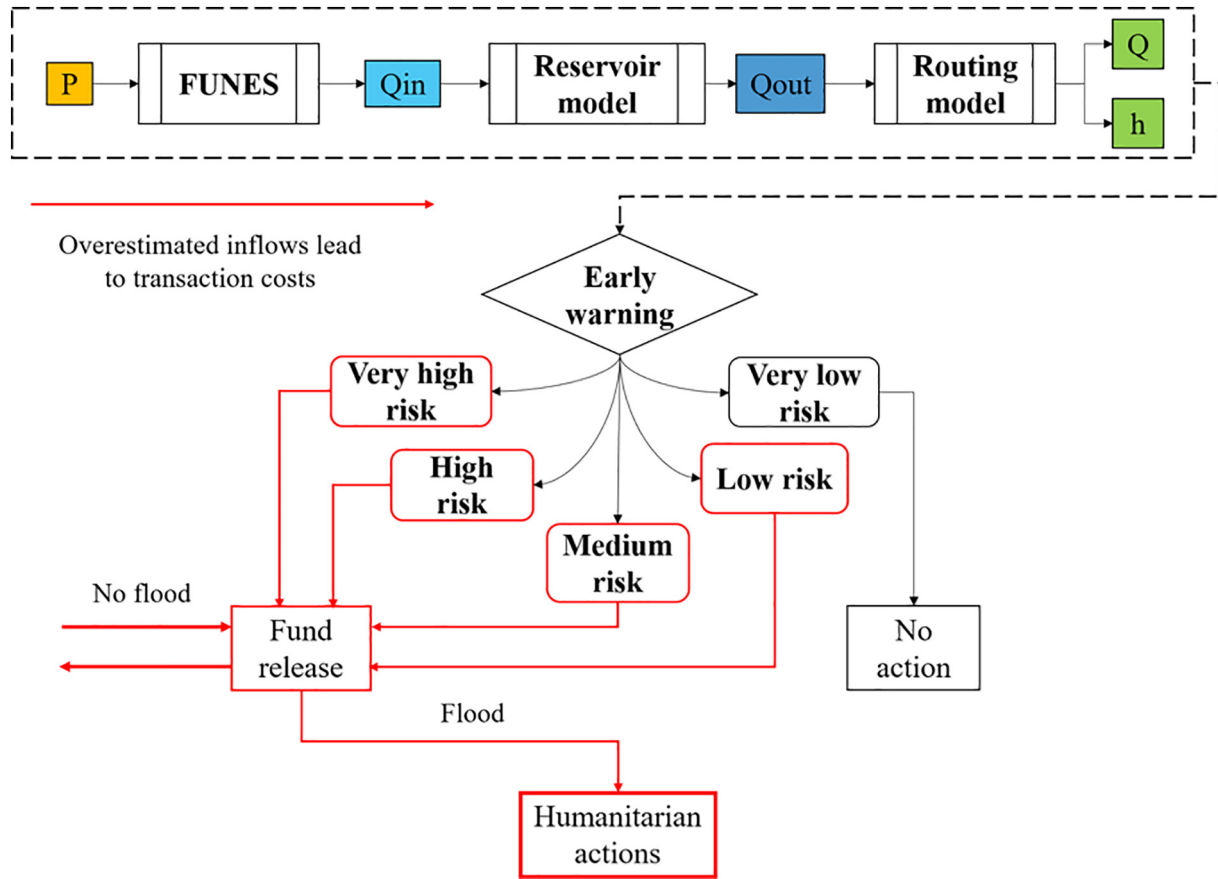 P
FUNES
Qin
Reservoir
model
Qout
Routing
model
Q
h
Overestimated inflows lead
to transaction costs
Early
warning
Very high
risk
Very low
risk
High
risk
Low risk
Medium
risk
No flood
Fund
release
No
action
Flood
Humanitarian
actions